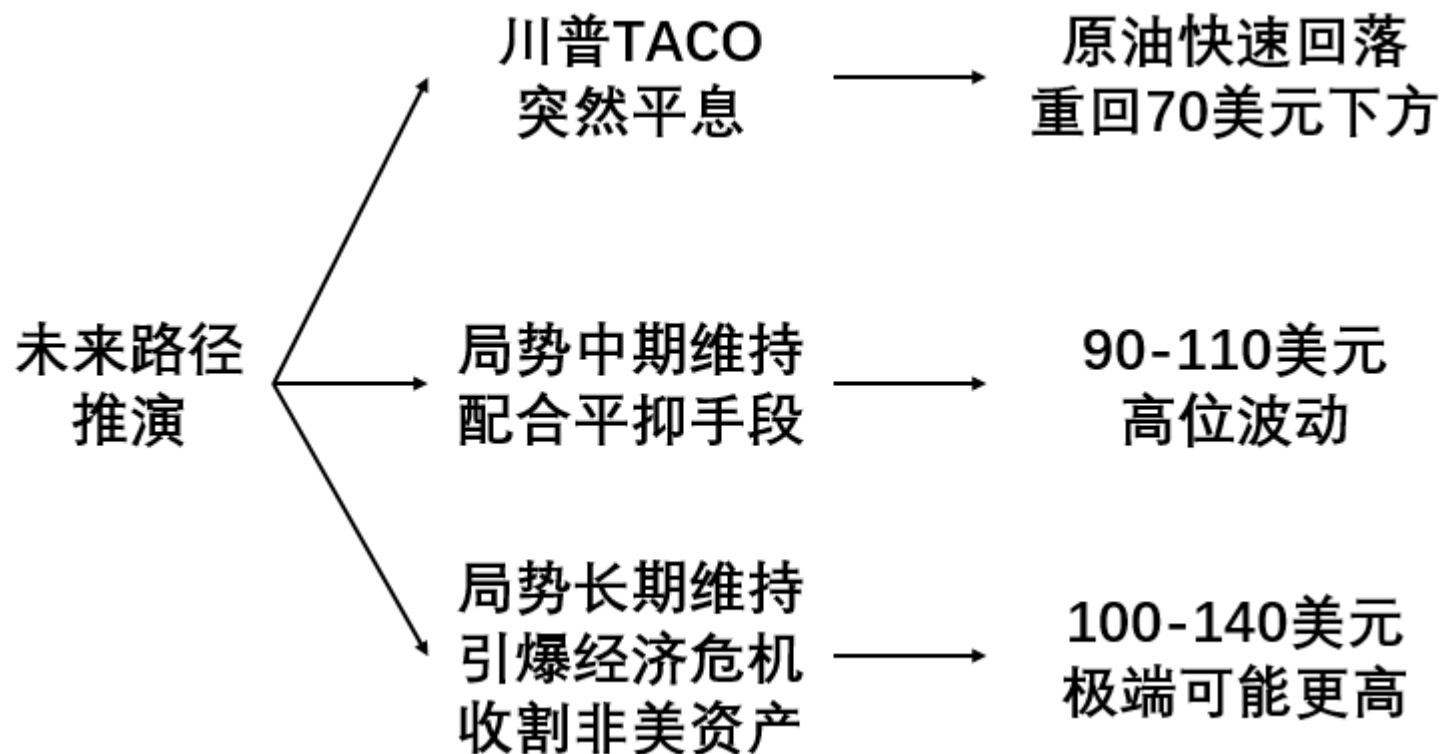 未来路径
推演
川普TACO
突然平息
原油快速回落
重回70美元下方
局势中期维持
配合平抑手段
90-110美元
高位波动
局势长期维持
引爆经济危机
收割非美资产
100-140美元
极端可能更高